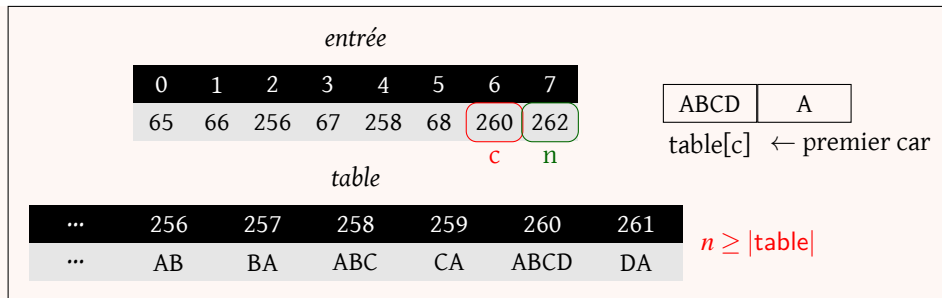 entrée
0 1 2 3 4 5 6 7
65 66 256 67 258 68 260 262
c n
ABCD A
table[c] ← premier car
table
... 256 257 258 259 260 261
... AB BA ABC CA ABCD DA
n ≥ |table|